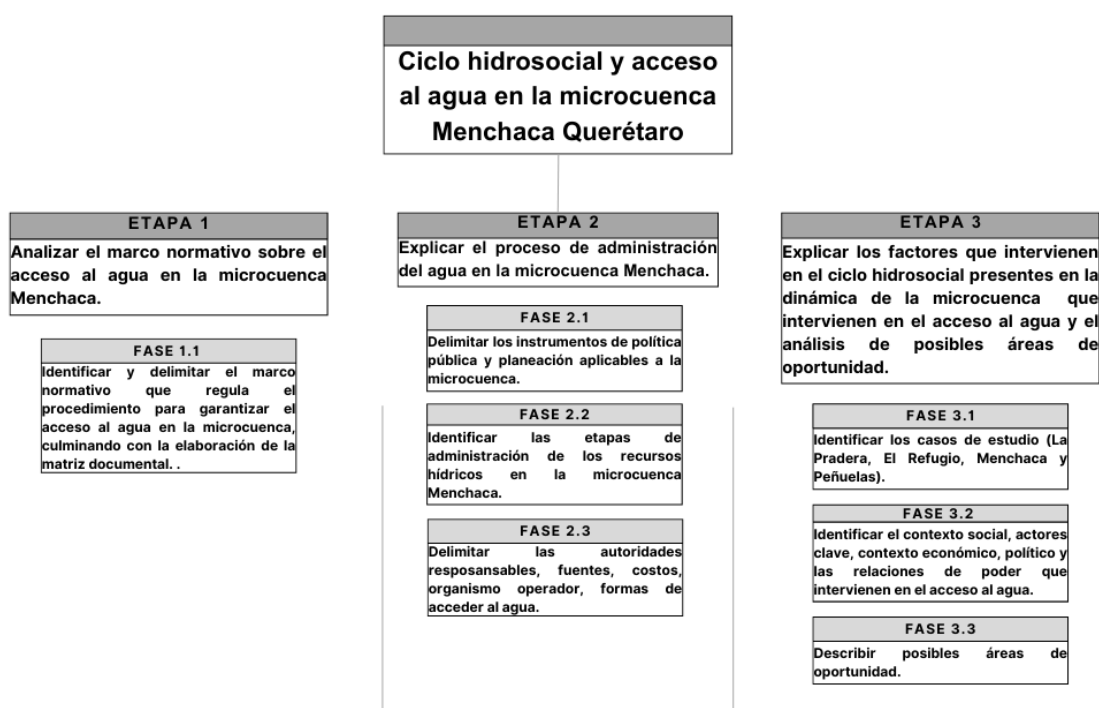 Ciclo hidrosocial y acceso
al agua en la microcuenca
Menchaca Querétaro
ETAPA 1
Analizar el marco normativo sobre el
acceso al agua en la microcuenca
Menchaca.
FASE 1.1
Identificar y delimitar el marco
normativo que regula el
procedimiento para garantizar el
acceso al agua en la microcuenca,
culminando con la elaboración de la
matriz documental. .
ETAPA 2
Explicar el proceso de administración
del agua en la microcuenca Menchaca.
FASE 2.1
Delimitar los instrumentos de política
pública y planeación aplicables a la
microcuenca.
FASE 2.2
Identificar las etapas de
administración de los recursos
hídricos en la microcuenca
Menchaca.
FASE 2.3
Delimitar las autoridades
resposansables, fuentes, costos,
organismo operador, formas de
acceder al agua.
ETAPA 3
Explicar los factores que intervienen
en el ciclo hidrosocial presentes en la
dinámica de la microcuenca que
intervienen en el acceso al agua y el
análisis de posibles áreas de
oportunidad.
FASE 3.1
Identificar los casos de estudio (La
Pradera, El Refugio, Menchaca y
Peñuelas).
FASE 3.2
Identificar el contexto social, actores
clave, contexto económico, político y
las relaciones de poder que
intervienen en el acceso al agua.
FASE 3.3
Describir posibles áreas de
oportunidad.